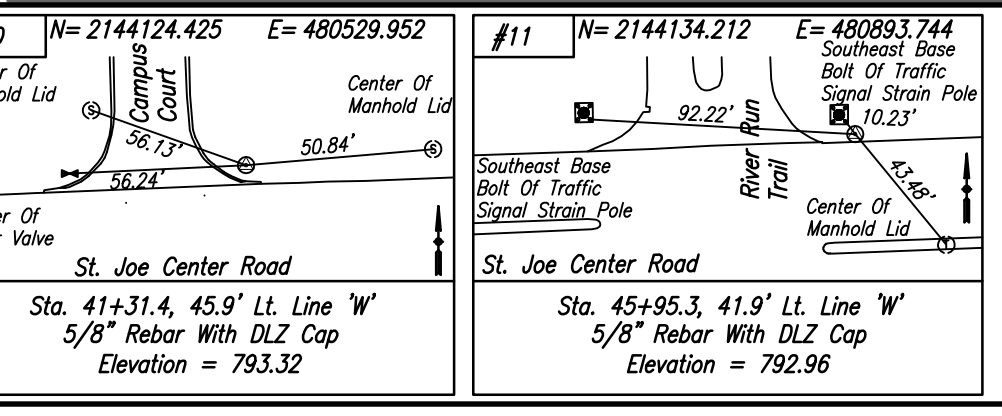 N= 2144124.425 E= 480529.952
Campus
Court
Center Of
Manhold Lid
56.13'
50.84'
56.24'
Valve
St. Joe Center Road
Sta. 41+31.4, 45.9' Lt. Line 'W'
5/8" Rebar With DLZ Cap
Elevation = 793.32
#11 N= 2144134.212 E= 480893.744
Southeast Base
Bolt Of Traffic
Signal Strain Pole
92.22'
10.23'
River Run
Trail
43.48'
Southeast Base
Bolt Of Traffic
Signal Strain Pole
Center Of
Manhold Lid
St. Joe Center Road
Sta. 45+95.3, 41.9' Lt. Line 'W'
5/8" Rebar With DLZ Cap
Elevation = 792.96